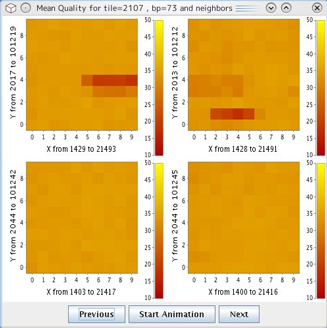 Mean Quality for tile=2107 , bp=73 and neighbors
Y from 2017 to 101219
0 1 2 3 4 5 6
0 1 2 3 4 5 6 7 8 9
X from 1429 to 21493
50 45 40 35 30 25 20 15 10
Y from 2013 to 101212
0 2 4 6 8
0 1 2 3 4 5 6 7 8 9
X from 1428 to 21491
50 45 40 35 30 25 20 15 10
Y from 2044 to 101242
0 2 4 6 8
0 1 2 3 4 5 6 7 8 9
X from 1403 to 21417
50 45 40 35 30 25 20 15 10
Y from 2044 to 101245
0 2 4 6 8
0 1 2 3 4 5 6 7 8 9
X from 1400 to 21416
50 45 40 35 30 25 20 15 10
Previous
Start Animation
Next